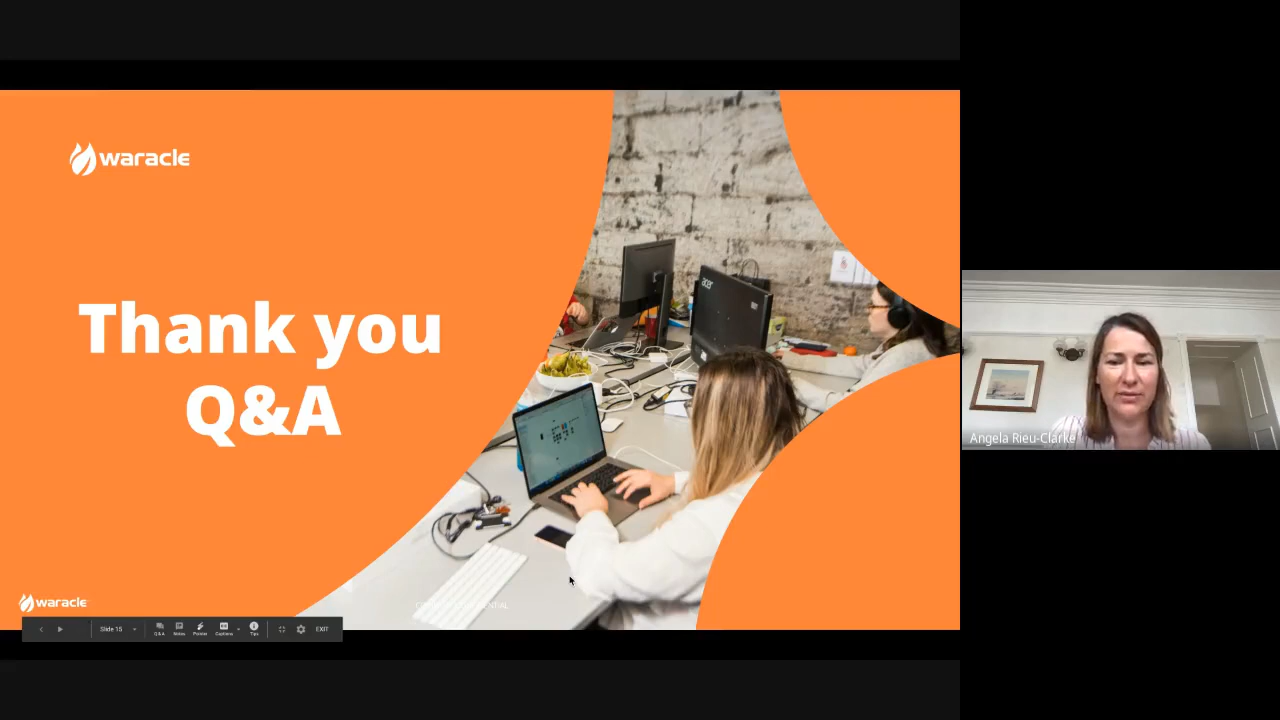 waracle
Thank you
Q&A
acer
Angela Rieu-Clarke
waracle
Slide 15
Q&A
Notes
Pointer
Captions
Tips
EXIT